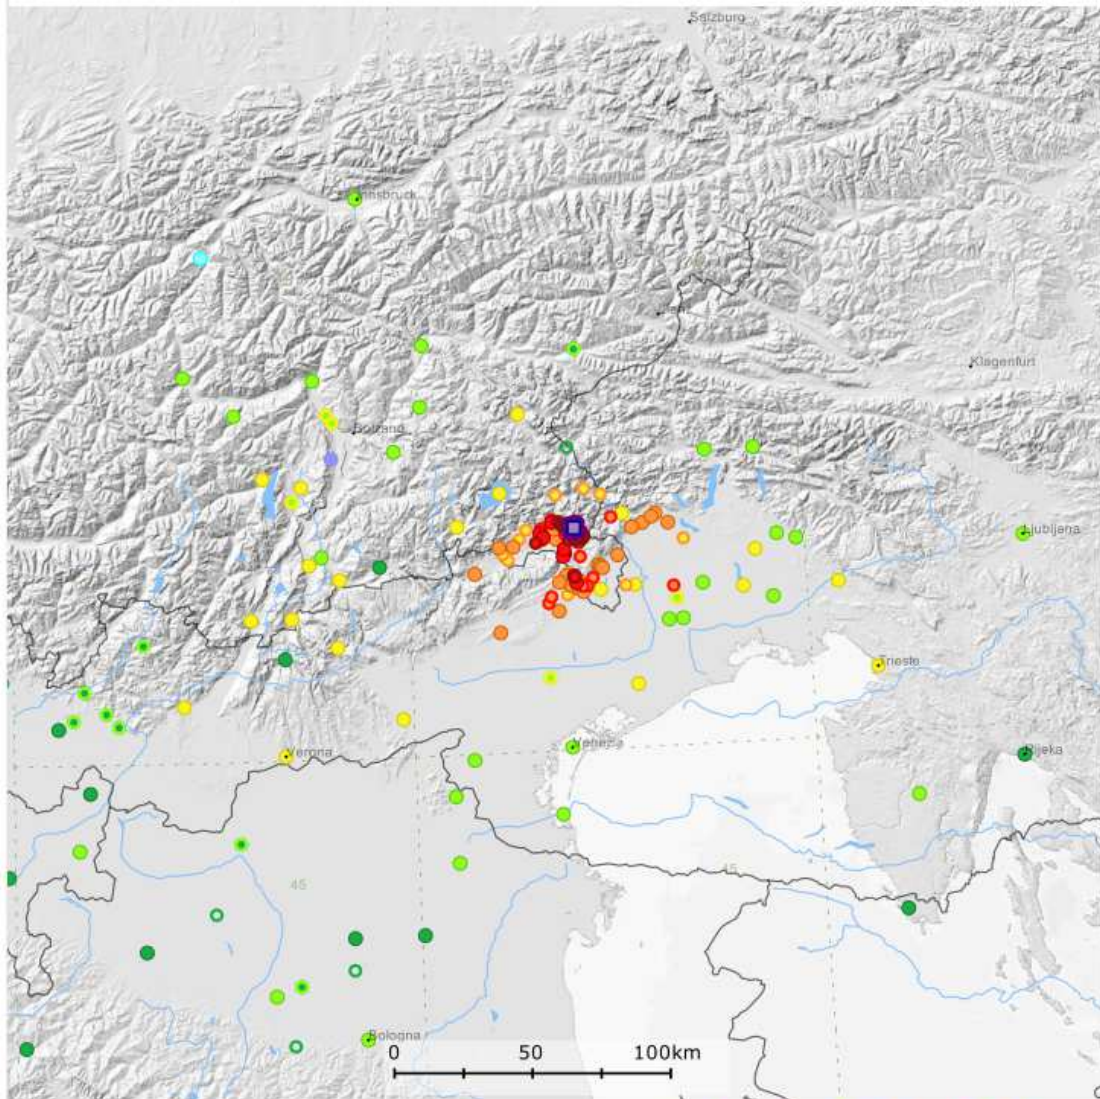 Salzburg
Innsbruck
Klagenfurt
Bolzano
Ljubljana
Trieste
Venezia
Verona
Rijeka
45
45
Bologna
0 50 100km